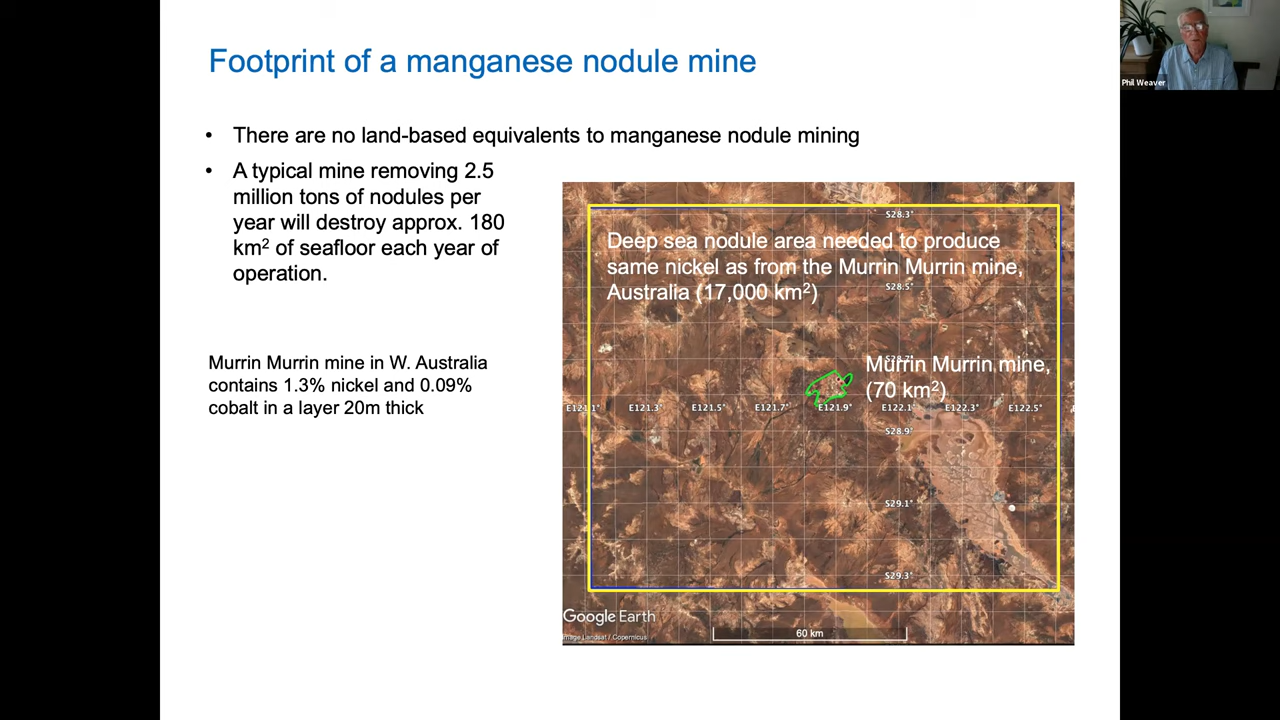 Footprint of a manganese nodule mine
• There are no land-based equivalents to manganese nodule mining
• A typical mine removing 2.5
million tons of nodules per
year will destroy approx. 180
km² of seafloor each year of
operation.
Murrin Murrin mine in W. Australia
contains 1.3% nickel and 0.09%
cobalt in a layer 20m thick
S28.3°
Deep sea nodule area needed to produce
same nickel as from the Murrin Murrin mine,
Australia (17,000 km²)
S28.5°
S28.7°
Murrin Murrin mine,
(70 km²)
E121.1° E121.3° E121.5° E121.7° E121.9° E122.1° E122.3° E122.5°
S28.9°
S29.1°
S29.3°
Google Earth
Image Landsat / Copernicus
60 km
Phil Weaver